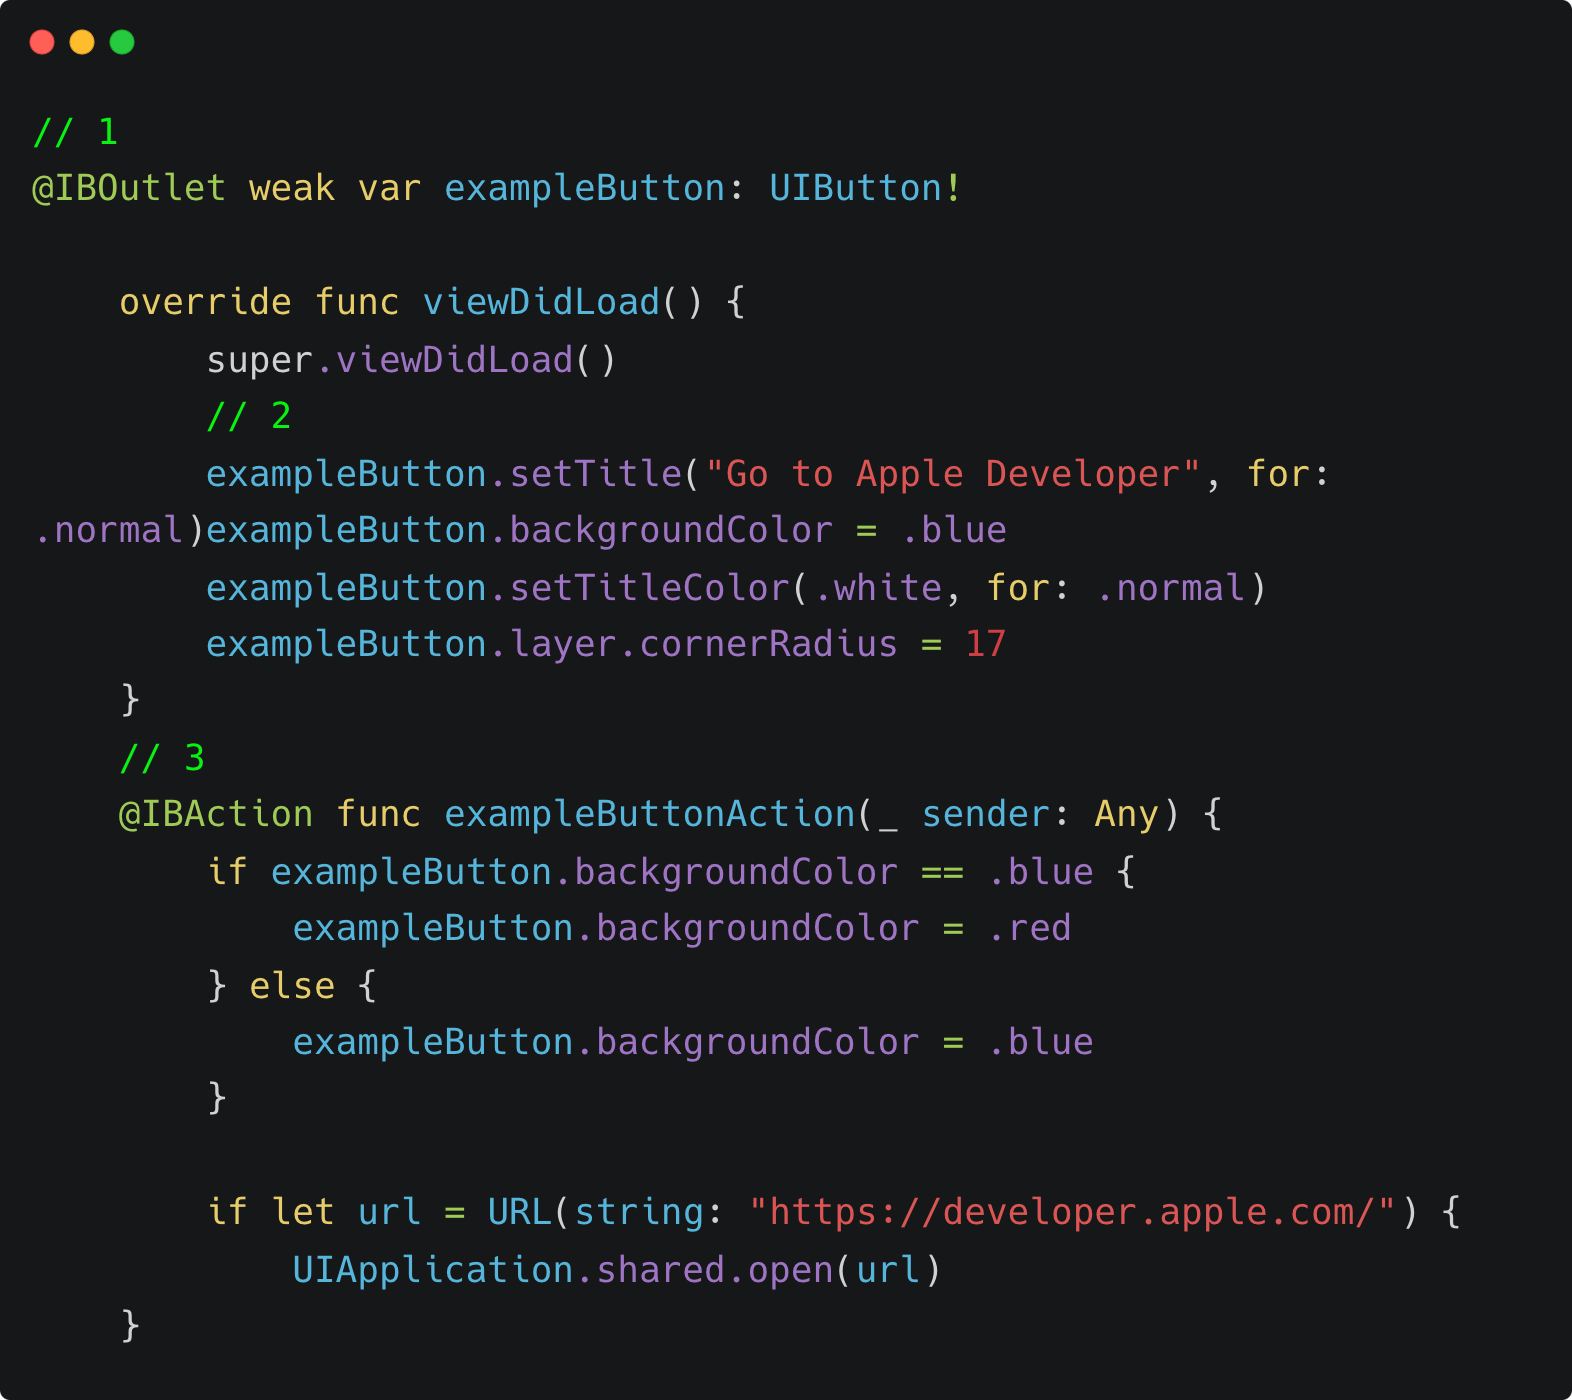 // 1
@IBOutlet weak var exampleButton: UIButton!

    override func viewDidLoad() {
        super.viewDidLoad()
        // 2
        exampleButton.setTitle("Go to Apple Developer", for:
.normal)exampleButton.backgroundColor = .blue
        exampleButton.setTitleColor(.white, for: .normal)
        exampleButton.layer.cornerRadius = 17
    }
    // 3
    @IBAction func exampleButtonAction(_ sender: Any) {
        if exampleButton.backgroundColor == .blue {
            exampleButton.backgroundColor = .red
        } else {
            exampleButton.backgroundColor = .blue
        }

        if let url = URL(string: "https://developer.apple.com/") {
            UIApplication.shared.open(url)
    }